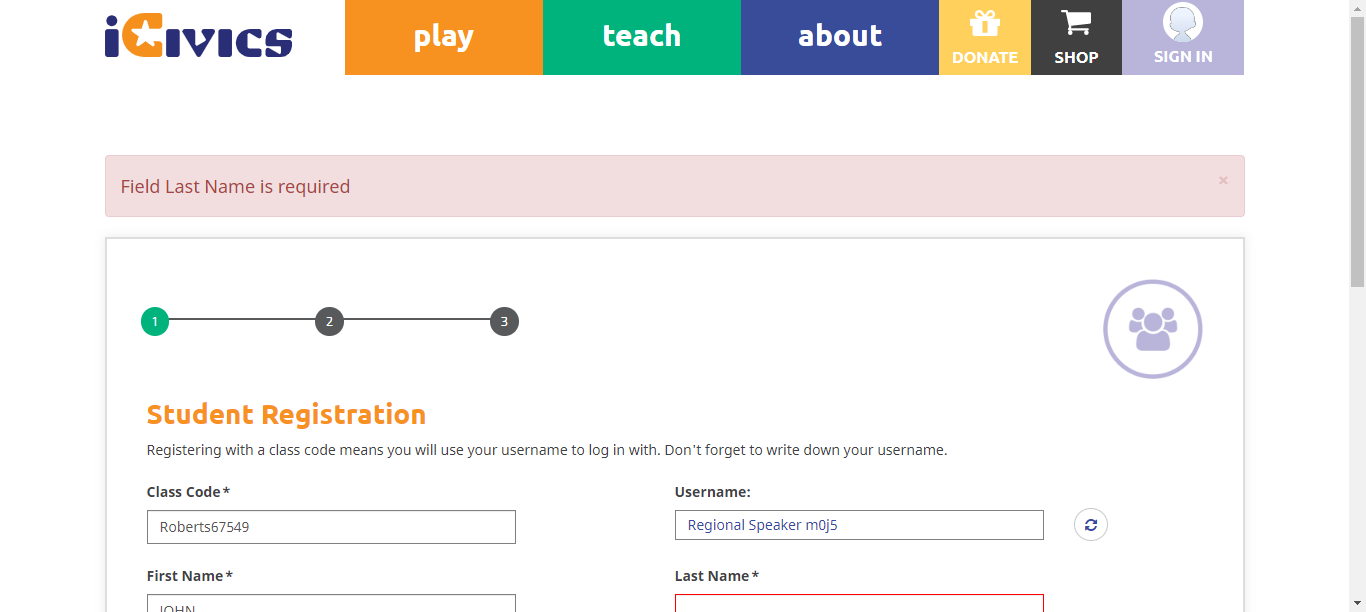 iCivics
play
teach
about
DONATE
SHOP
SIGN IN
Field Last Name is required
×
1
2
3
Student Registration
Registering with a class code means you will use your username to log in with. Don't forget to write down your username.
Class Code*
Username:
Roberts67549
Regional Speaker m0j5
First Name*
Last Name*
JOHN